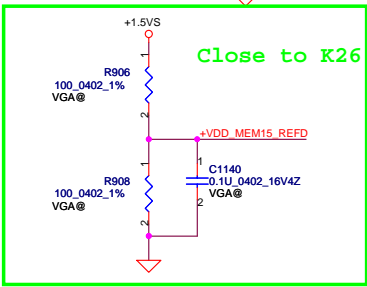 +1.5VS
Close to K26
1
R906
100_0402_1%
VGA@
2
+VDD_MEM15_REFD
1
R908
100_0402_1%
VGA@
2
1
C1140
0.1U_0402_16V4Z
VGA@
2